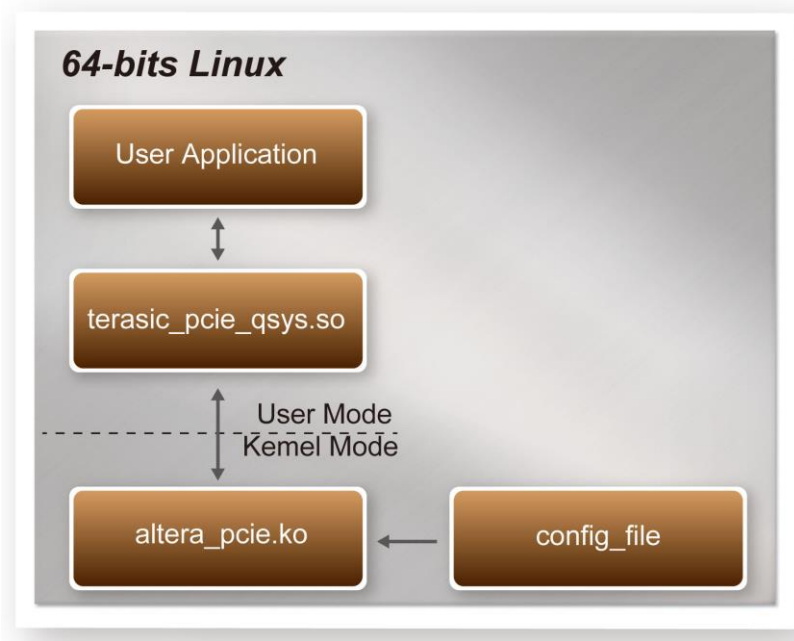 64-bits Linux
User Application
terasic_pcie_qsys.so
User Mode
Kemel Mode
altera_pcie.ko
config_file